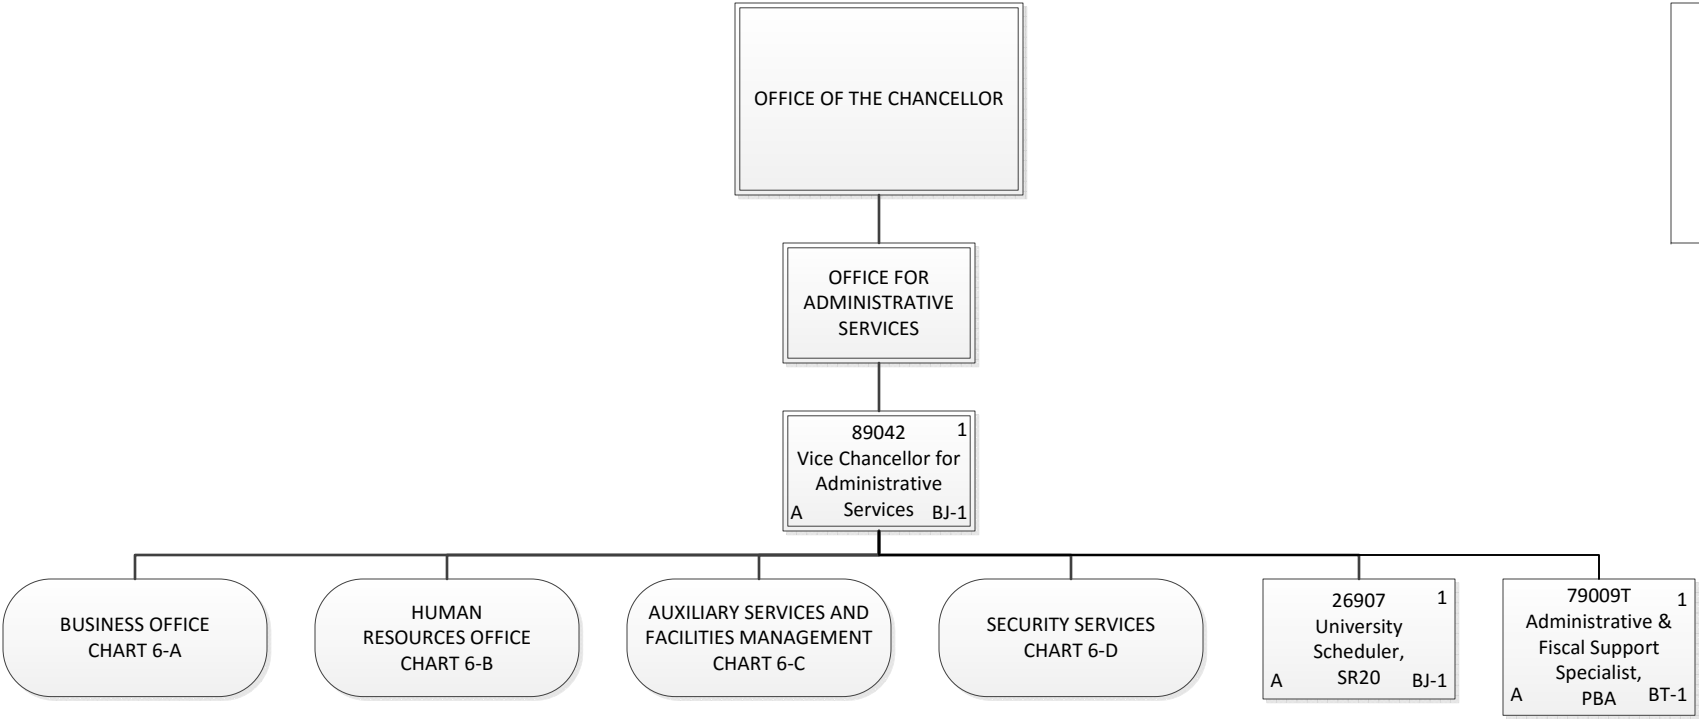 OFFICE OF THE CHANCELLOR
OFFICE FOR
ADMINISTRATIVE
SERVICES
89042 1
Vice Chancellor for
Administrative
A Services BJ-1
BUSINESS OFFICE
CHART 6-A
HUMAN
RESOURCES OFFICE
CHART 6-B
AUXILIARY SERVICES AND
FACILITIES MANAGEMENT
CHART 6-C
SECURITY SERVICES
CHART 6-D
26907 1
University
Scheduler,
A SR20 BJ-1
79009T 1
Administrative &
Fiscal Support
Specialist,
A PBA BT-1